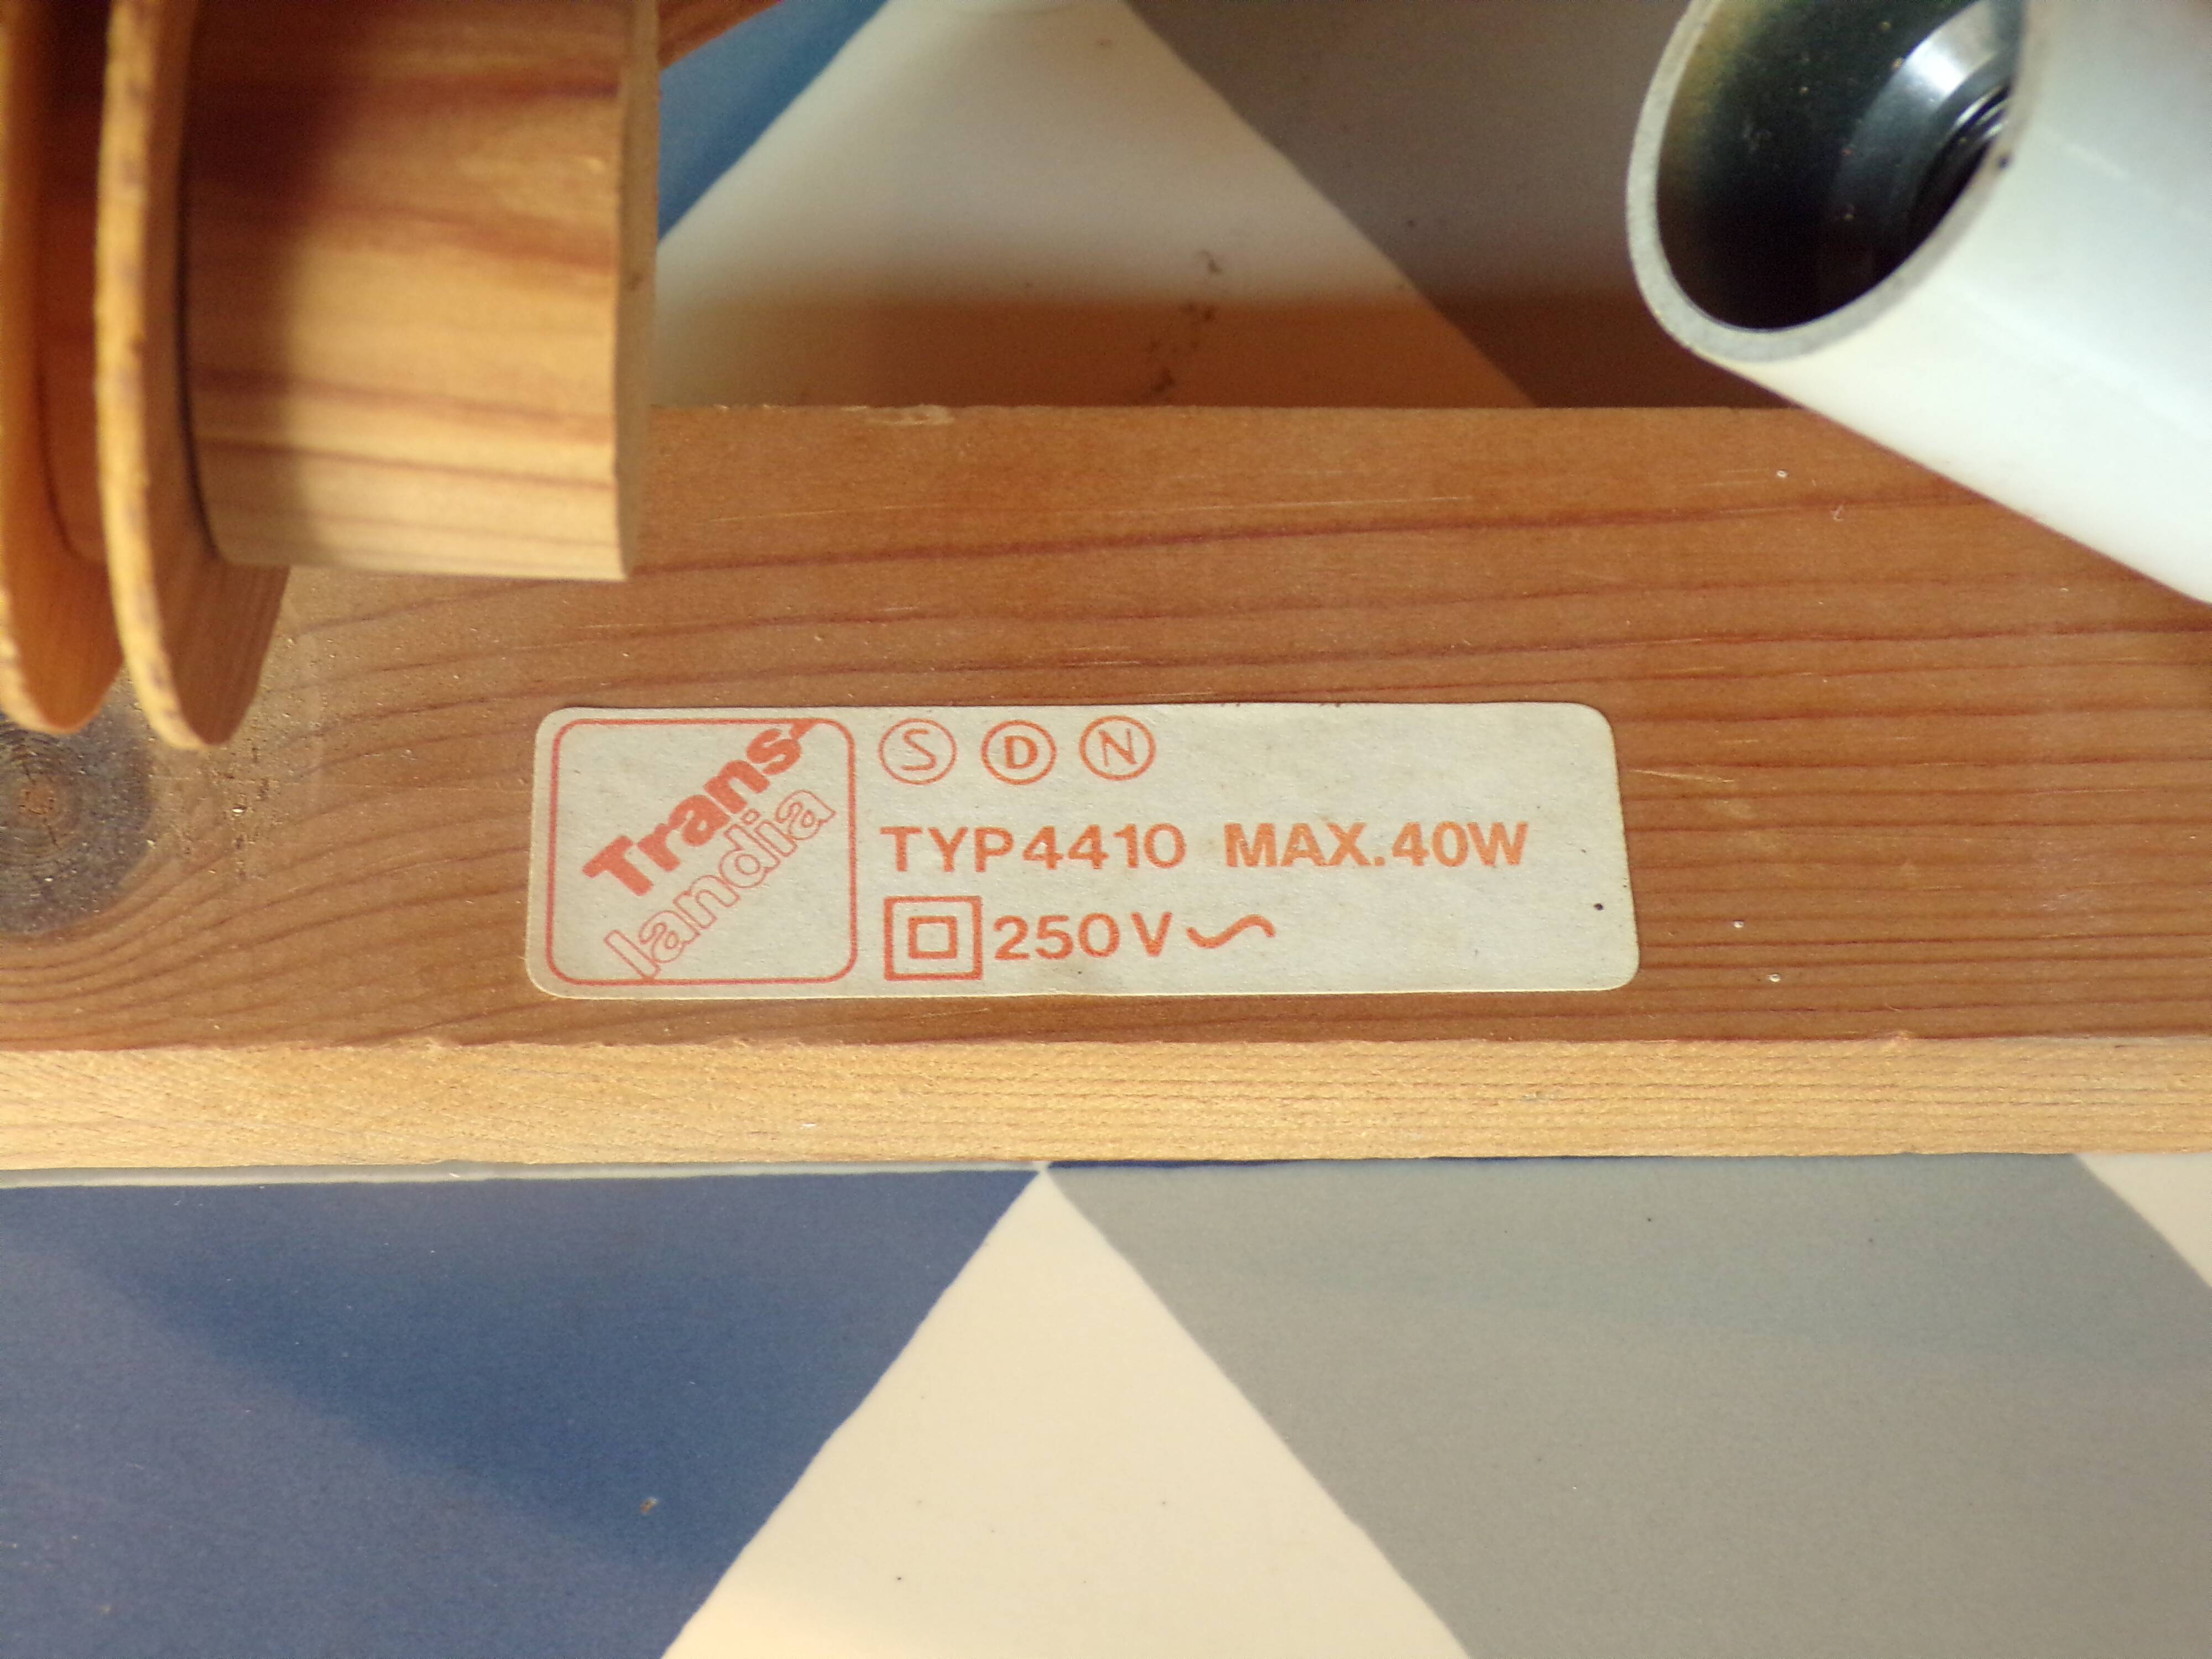 Trans-
landia
S D N
TYP4410 MAX.40W
250V~